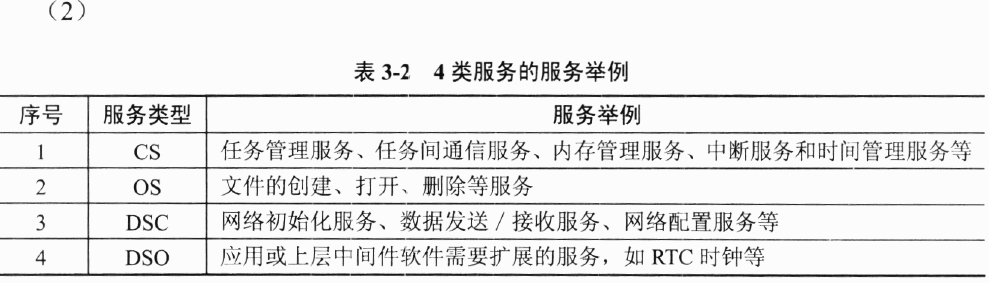 （2）
表 3-2 4 类服务的服务举例
序号 服务类型 服务举例
1 CS 任务管理服务、任务间通信服务、内存管理服务、中断服务和时间管理服务等
2 OS 文件的创建、打开、删除等服务
3 DSC 网络初始化服务、数据发送 / 接收服务、网络配置服务等
4 DSO 应用或上层中间件软件需要扩展的服务，如 RTC 时钟等